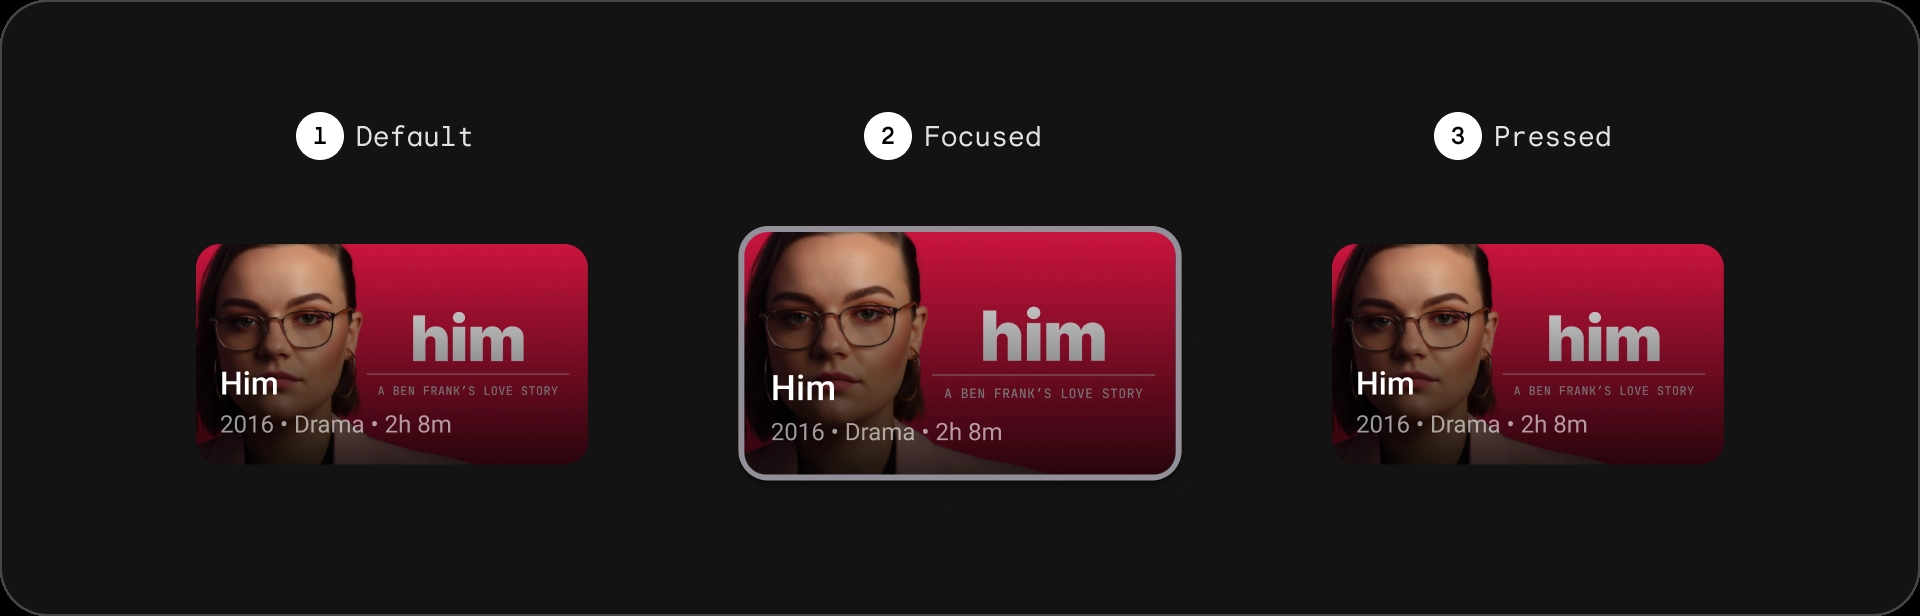 1 Default
2 Focused
3 Pressed
him
A BEN FRANK’S LOVE STORY
Him
2016 • Drama • 2h 8m
him
A BEN FRANK’S LOVE STORY
Him
2016 • Drama • 2h 8m
him
A BEN FRANK’S LOVE STORY
Him
2016 • Drama • 2h 8m